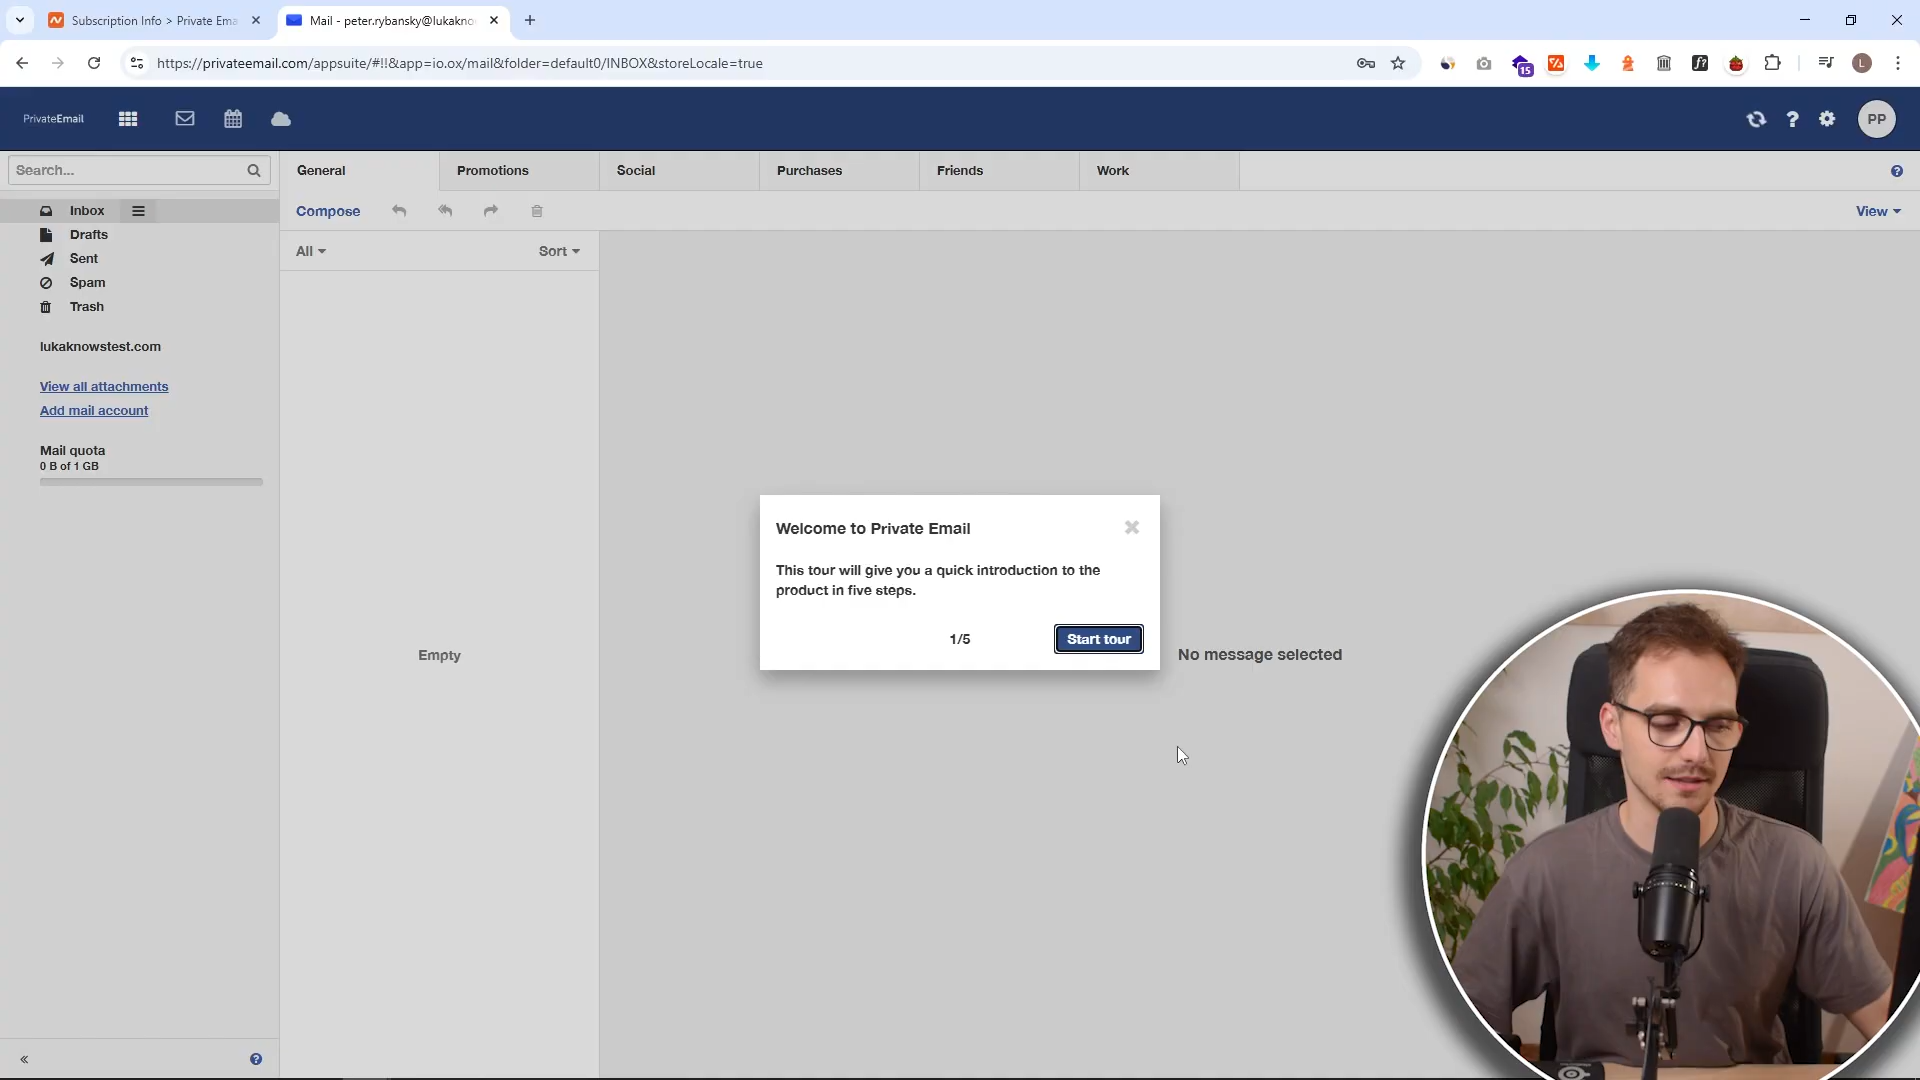 Subscription Info > Private Ema
Mail - peter.rybansky@lukakno
https://privateemail.com/appsuite/#!!&app=io.ox/mail&folder=default0/INBOX&storeLocale=true
15
f?
L
PrivateEmail
?
PP
Search...
General
Promotions
Social
Purchases
Friends
Work
?
Inbox
Compose
View
Drafts
All
Sort
Sent
Spam
Trash
lukaknowstest.com
View all attachments
Add mail account
Mail quota
0 B of 1 GB
Welcome to Private Email
This tour will give you a quick introduction to the
product in five steps.
1/5
Start tour
Empty
No message selected
«
?